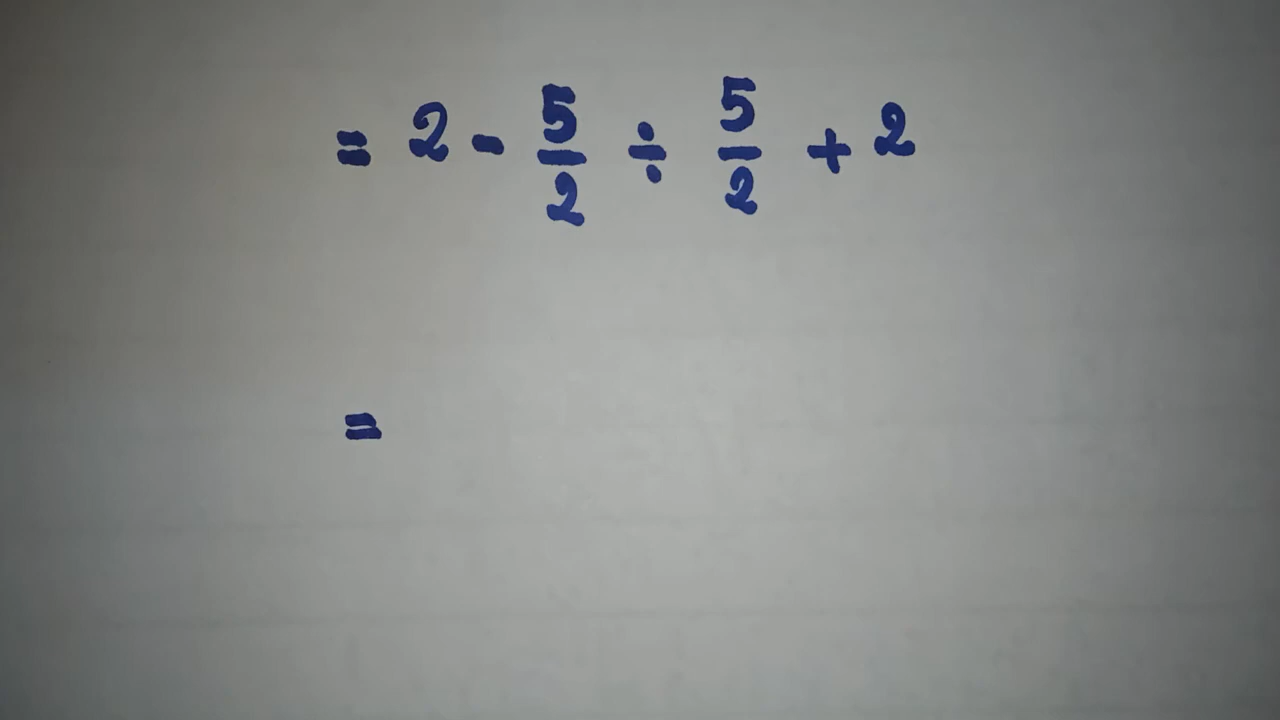 = 2 - 5/2 ÷ 5/2 + 2
=